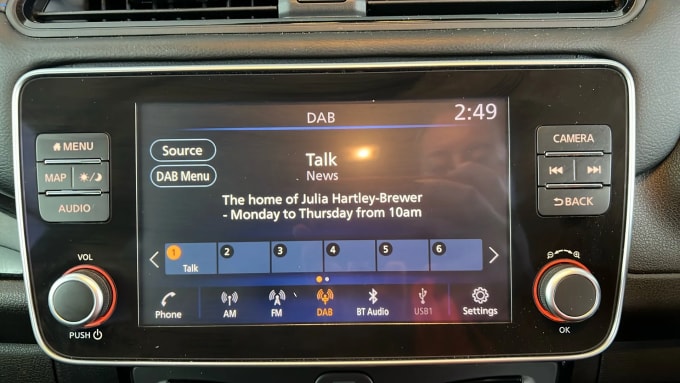 DAB
2:49
MENU
MAP
AUDIO
VOL
PUSH
Source
DAB Menu
Talk
News
The home of Julia Hartley-Brewer
- Monday to Thursday from 10am
1 2 3 4 5 6
Talk
Phone AM FM DAB BT Audio USB1 Settings
CAMERA
BACK
OK